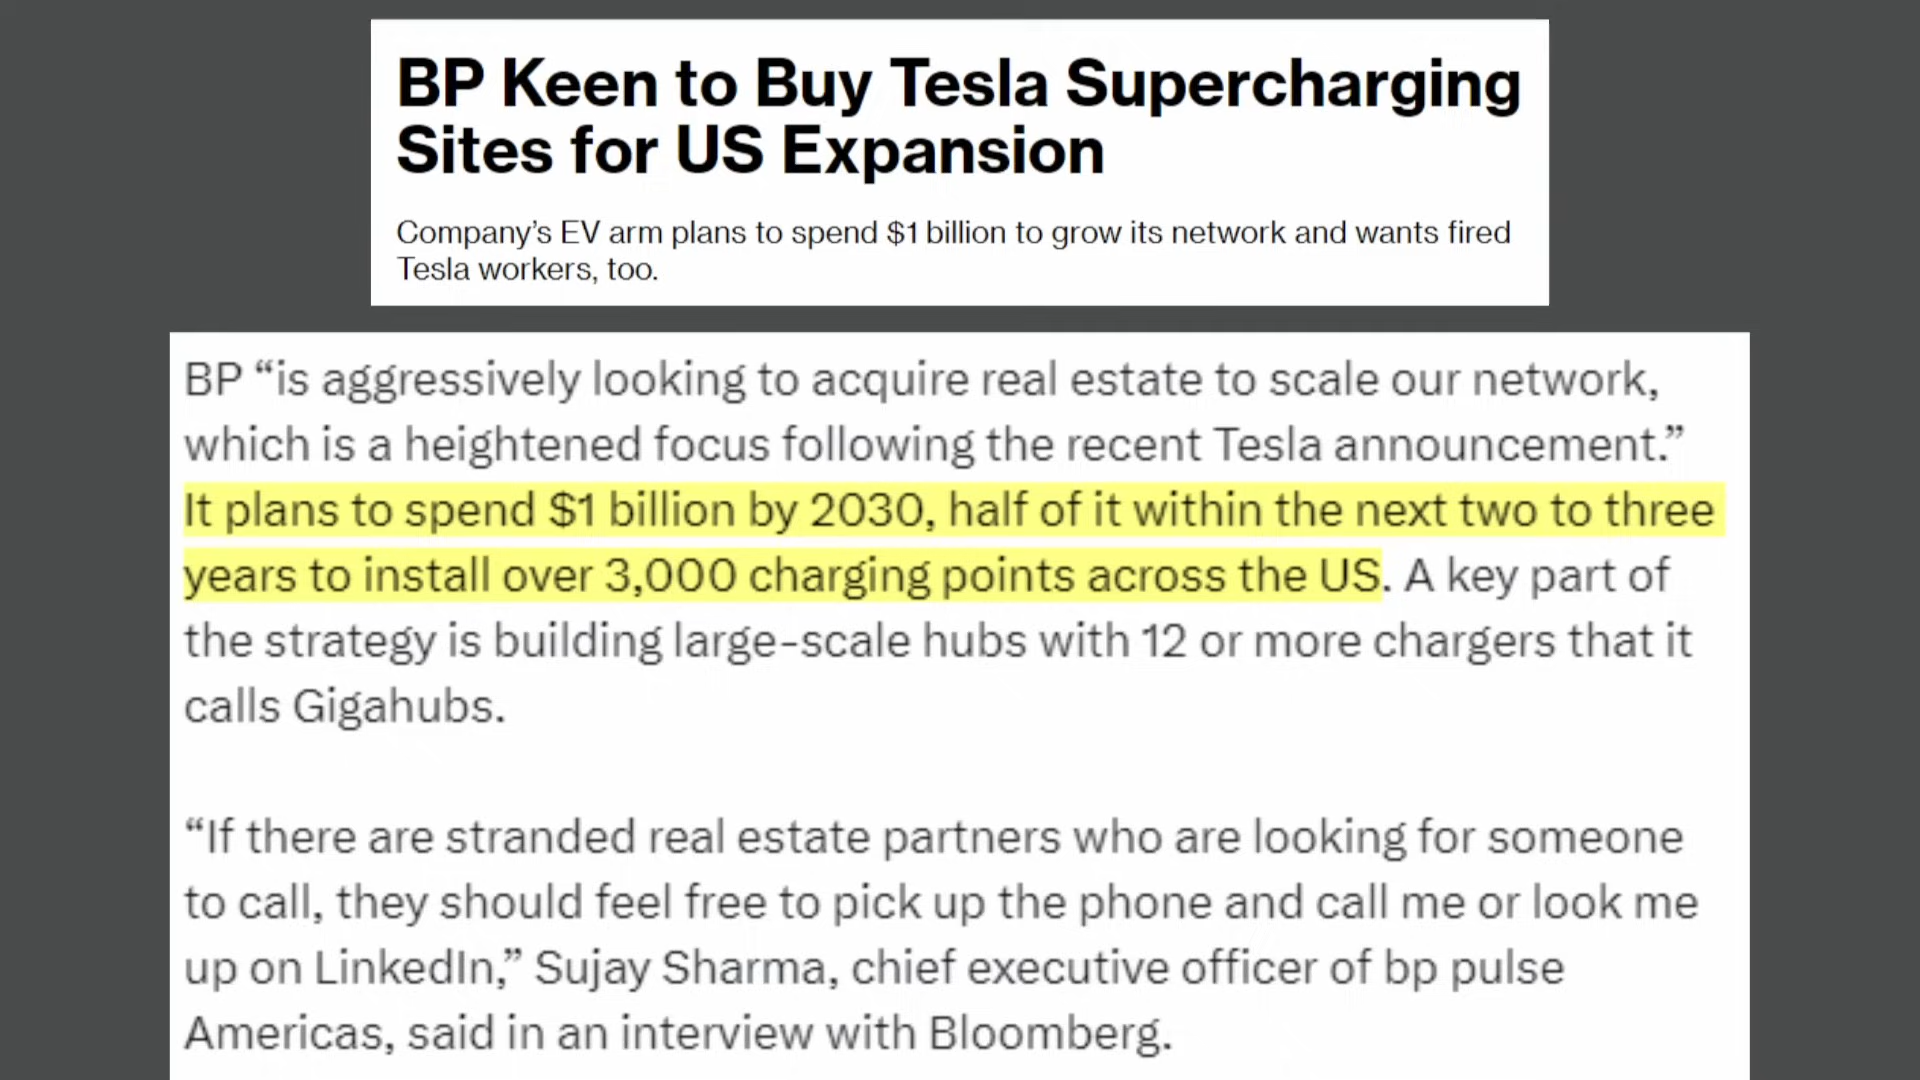 BP Keen to Buy Tesla Supercharging
Sites for US Expansion
Company’s EV arm plans to spend $1 billion to grow its network and wants fired
Tesla workers, too.
BP “is aggressively looking to acquire real estate to scale our network,
which is a heightened focus following the recent Tesla announcement.”
It plans to spend $1 billion by 2030, half of it within the next two to three
years to install over 3,000 charging points across the US. A key part of
the strategy is building large-scale hubs with 12 or more chargers that it
calls Gigahubs.
“If there are stranded real estate partners who are looking for someone
to call, they should feel free to pick up the phone and call me or look me
up on LinkedIn,” Sujay Sharma, chief executive officer of bp pulse
Americas, said in an interview with Bloomberg.